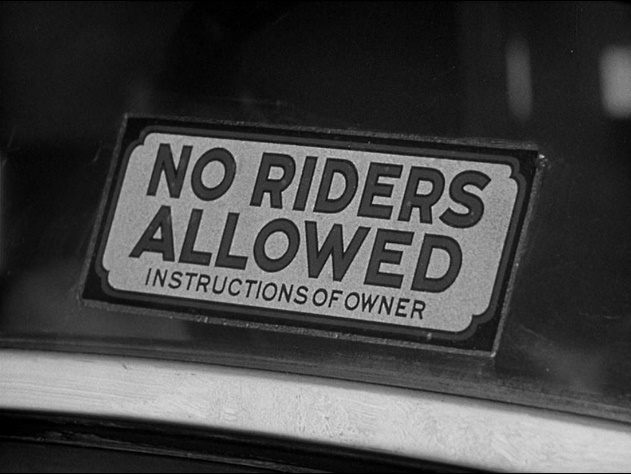 NO RIDERS
ALLOWED
INSTRUCTIONS OF OWNER